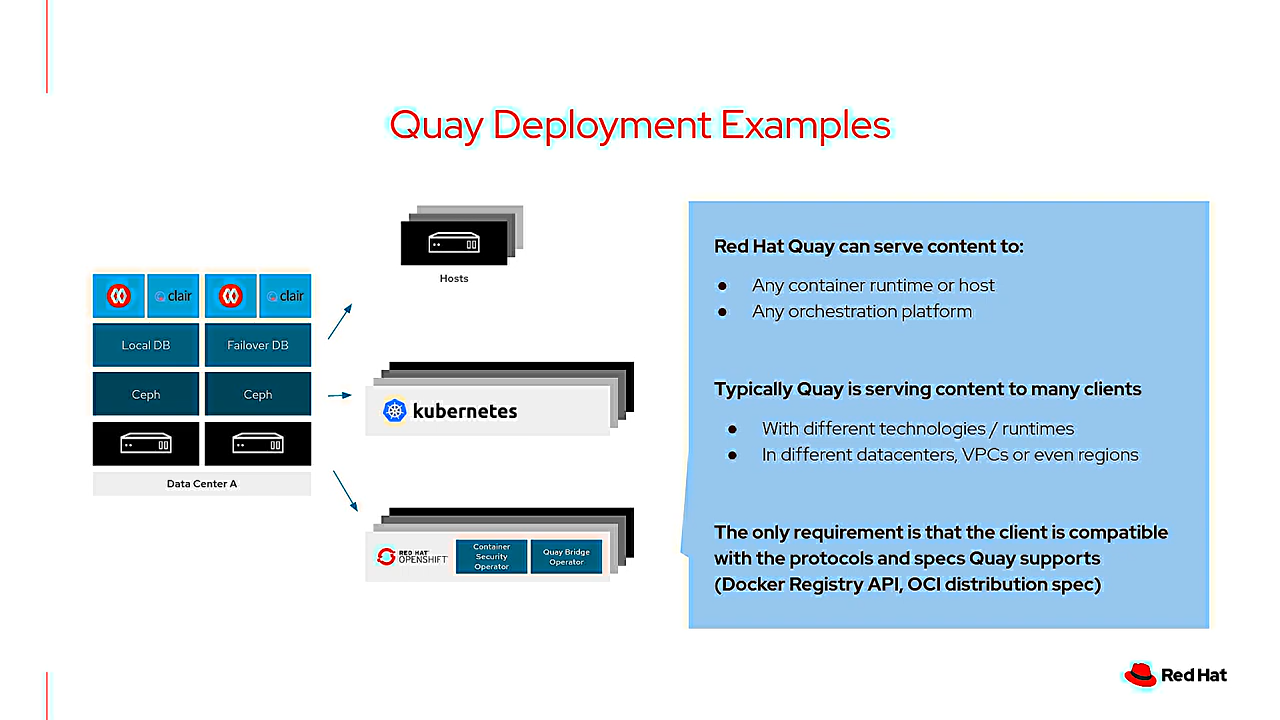 Quay Deployment Examples
clair
clair
Local DB
Failover DB
Ceph
Ceph
Data Center A
Hosts
kubernetes
RED HAT
OPENSHIFT
Container
Security
Operator
Quay Bridge
Operator
Red Hat Quay can serve content to:
● Any container runtime or host
● Any orchestration platform
Typically Quay is serving content to many clients
● With different technologies / runtimes
● In different datacenters, VPCs or even regions
The only requirement is that the client is compatible
with the protocols and specs Quay supports
(Docker Registry API, OCI distribution spec)
Red Hat